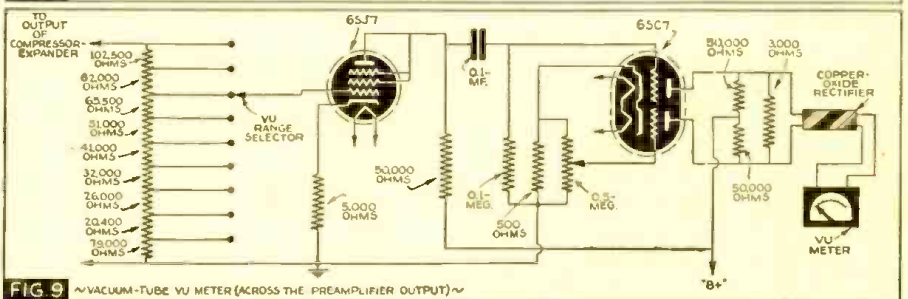 TO
OUTPUT
OF
COMPRESSOR-
EXPANDER
102,500
OHMS
82,000
OHMS
65,500
OHMS
51,000
OHMS
41,000
OHMS
32,000
OHMS
26,000
OHMS
20,400
OHMS
79,000
OHMS
VU
RANGE
SELECTOR
6SJ7
5,000
OHMS
50,000
OHMS
0.1-
MF.
0.1-
MEG.
500
OHMS
0.5-
MEG.
6SC7
50,000
OHMS
3,000
OHMS
50,000
OHMS
COPPER-
OXIDE
RECTIFIER
VU
METER
"B+"
FIG. 9 ~VACUUM-TUBE VU METER (ACROSS THE PREAMPLIFIER OUTPUT)~